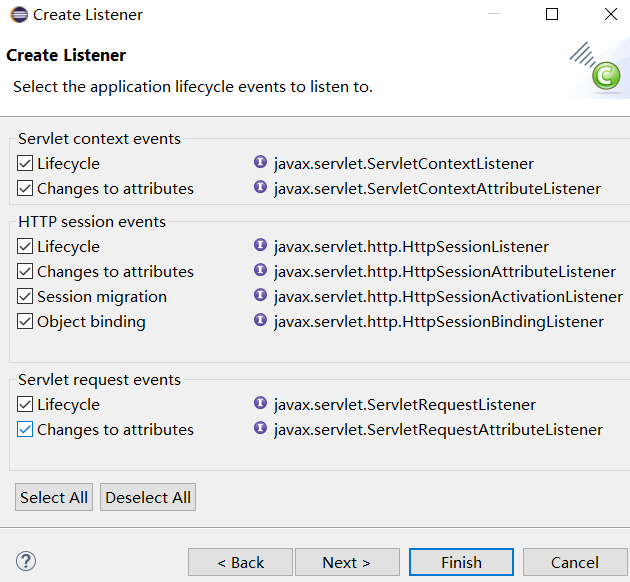 Create Listener
Create Listener
Select the application lifecycle events to listen to.
Servlet context events
Lifecycle javax.servlet.ServletContextListener
Changes to attributes javax.servlet.ServletContextAttributeListener
HTTP session events
Lifecycle javax.servlet.http.HttpSessionListener
Changes to attributes javax.servlet.http.HttpSessionAttributeListener
Session migration javax.servlet.http.HttpSessionActivationListener
Object binding javax.servlet.http.HttpSessionBindingListener
Servlet request events
Lifecycle javax.servlet.ServletRequestListener
Changes to attributes javax.servlet.ServletRequestAttributeListener
Select All Deselect All
? < Back Next > Finish Cancel